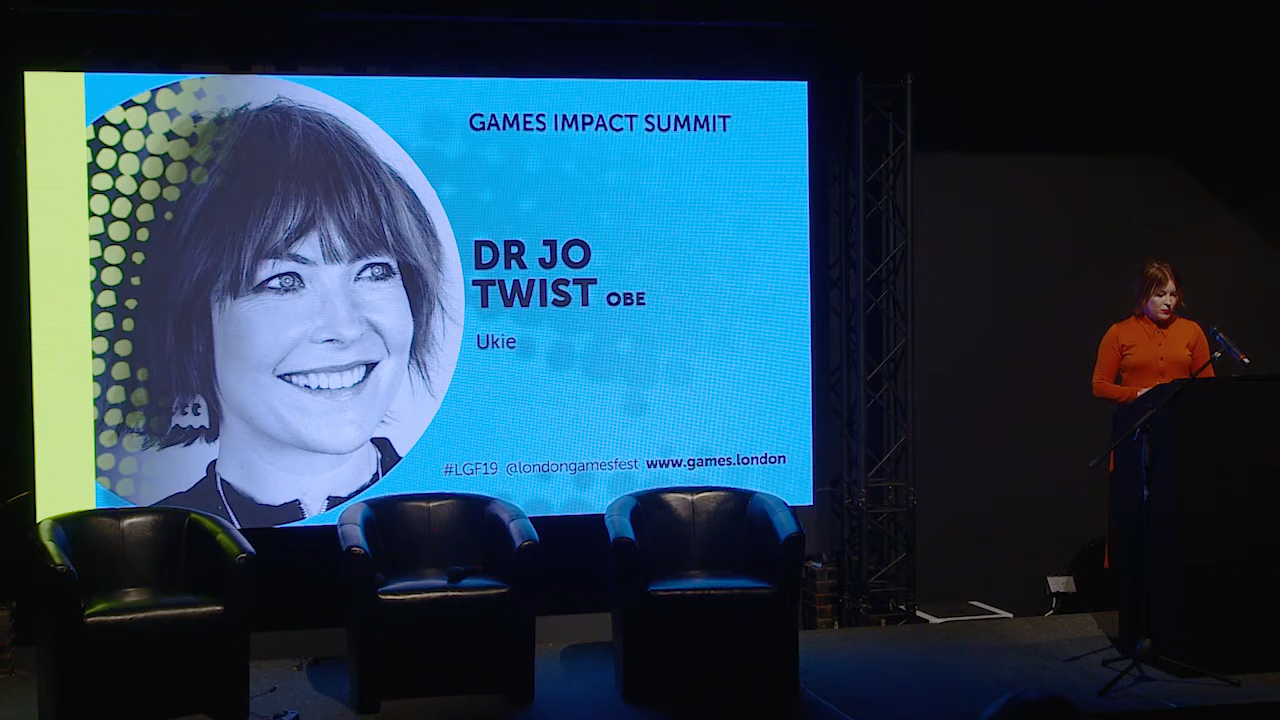 GAMES IMPACT SUMMIT
DR JO
TWIST OBE
Ukie
#LGF19 @londongamesfest www.games.london